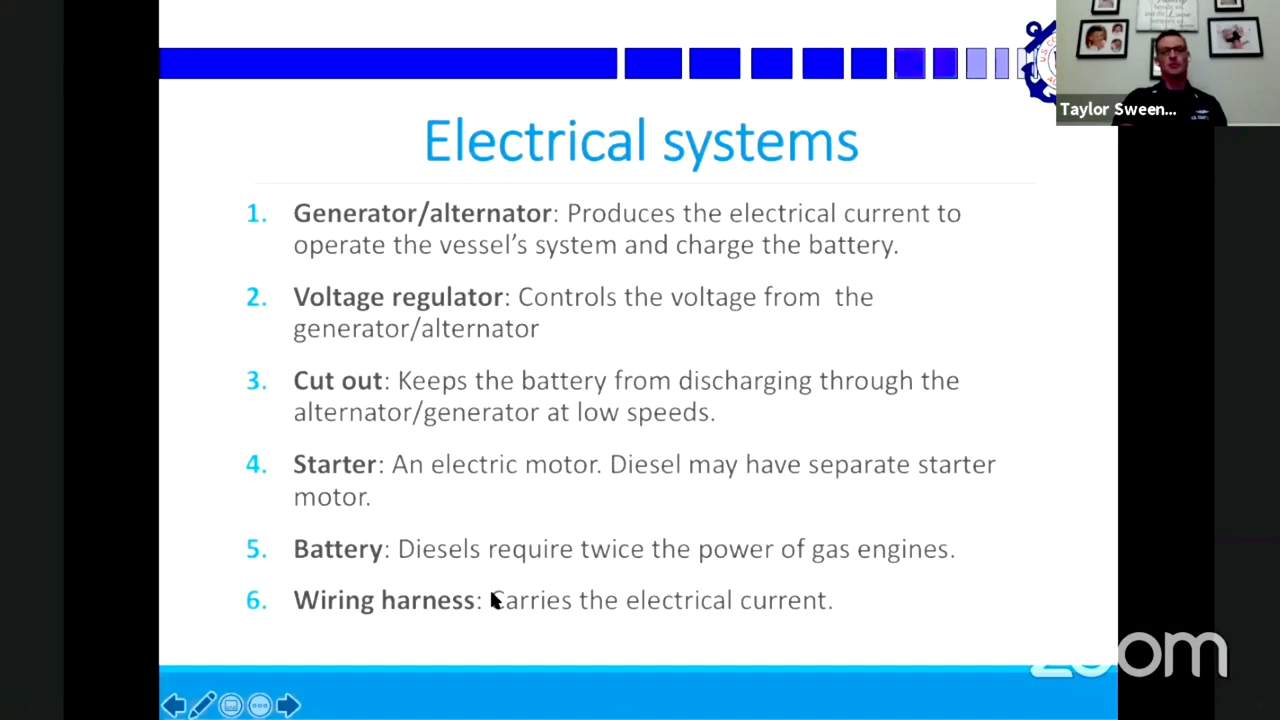 Electrical systems
Taylor Sween...
1. Generator/alternator: Produces the electrical current to
operate the vessel’s system and charge the battery.
2. Voltage regulator: Controls the voltage from the
generator/alternator
3. Cut out: Keeps the battery from discharging through the
alternator/generator at low speeds.
4. Starter: An electric motor. Diesel may have separate starter
motor.
5. Battery: Diesels require twice the power of gas engines.
6. Wiring harness: Carries the electrical current.
zoom